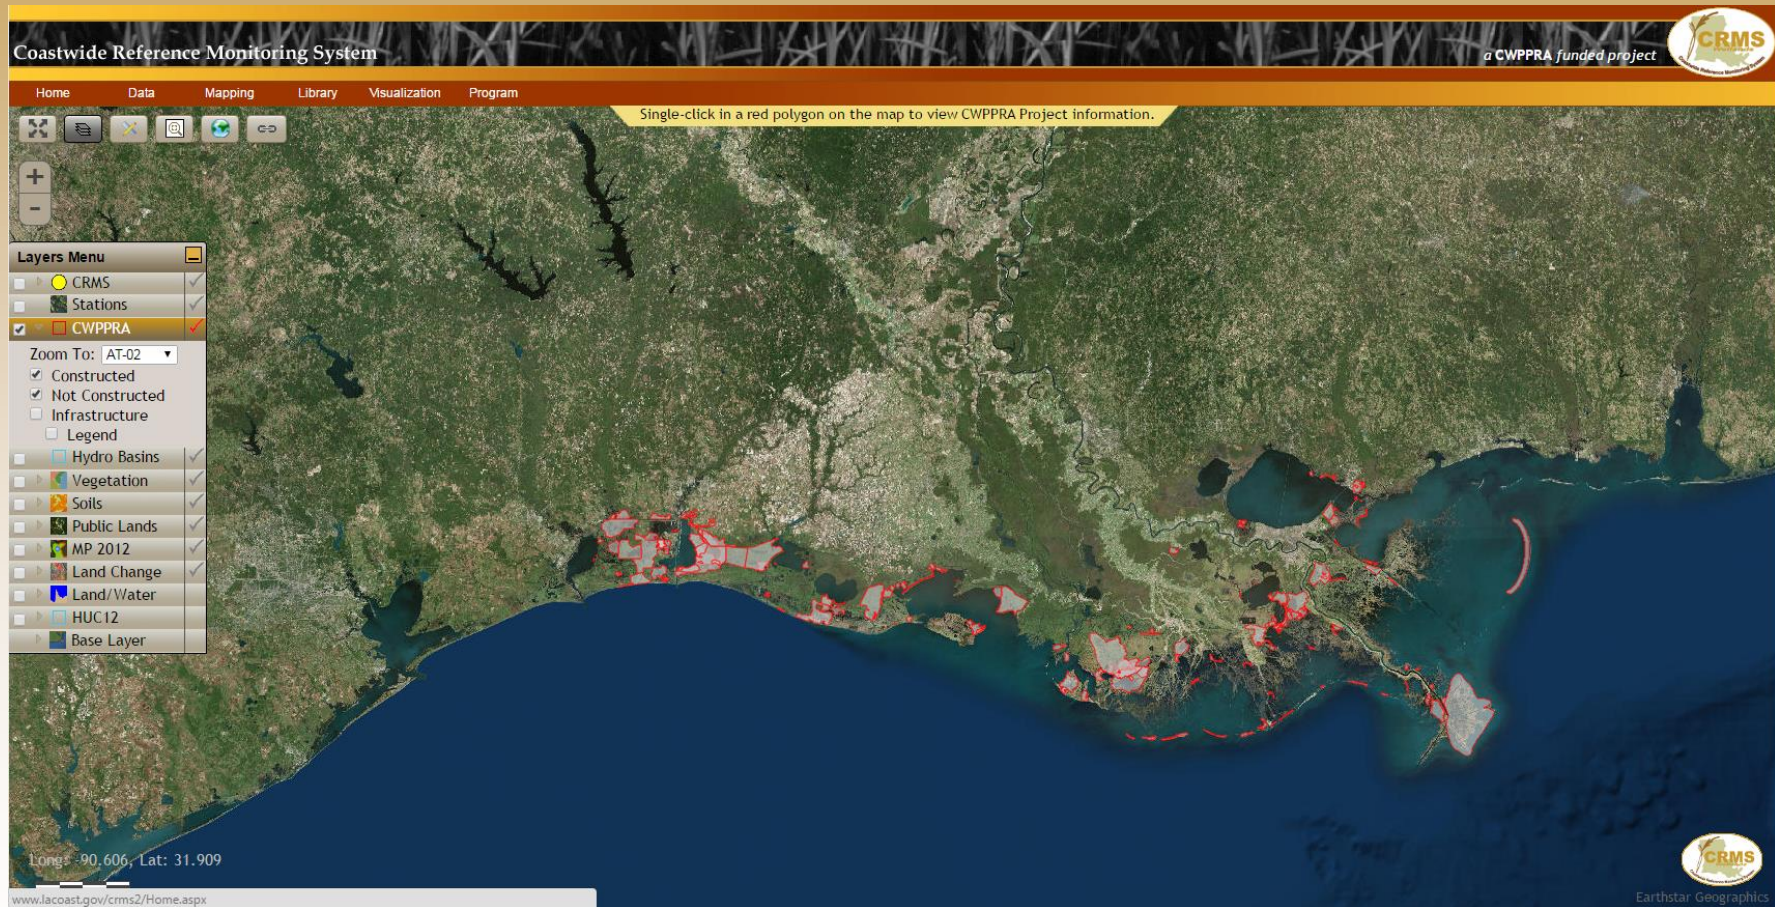 Coastwide Reference Monitoring System
a CWPPRA funded project
CRMS
Home Data Mapping Library Visualization Program
Single-click in a red polygon on the map to view CWPPRA Project information.
+
-
Layers Menu
CRMS
Stations
CWPPRA
Zoom To: AT-02
Constructed
Not Constructed
Infrastructure
Legend
Hydro Basins
Vegetation
Soils
Public Lands
MP 2012
Land Change
Land/Water
HUC12
Base Layer
Long: -90.606, Lat: 31.909
CRMS
www.lacoast.gov/crms2/Home.aspx
Earthstar Geographics